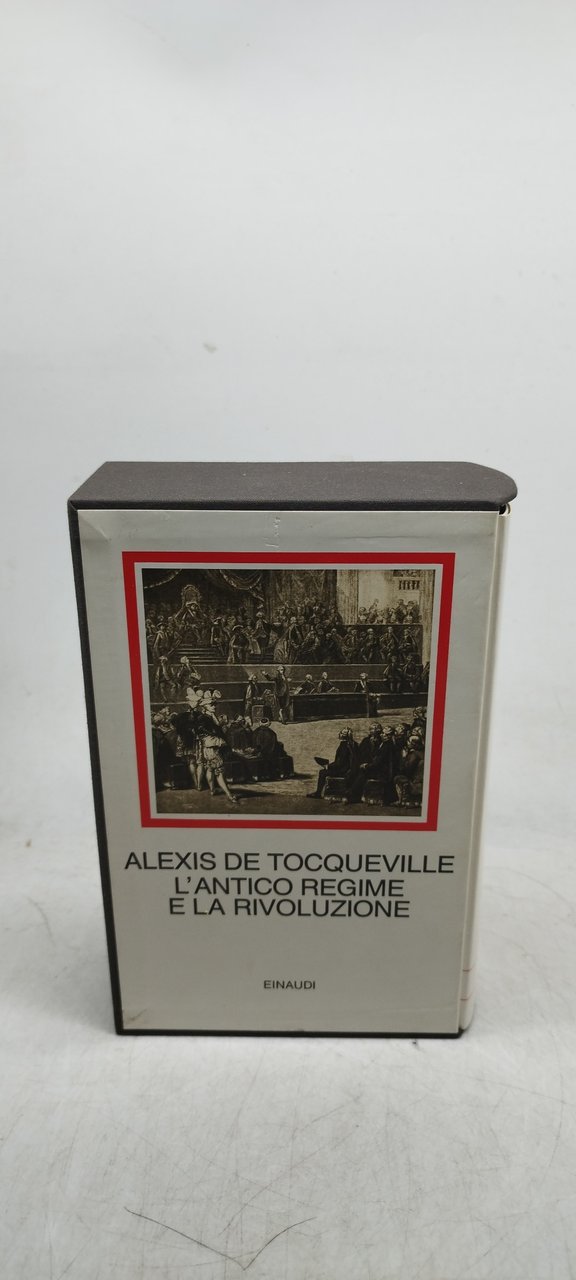 ALEXIS DE TOCQUEVILLE
L'ANTICO REGIME
E LA RIVOLUZIONE
EINAUDI